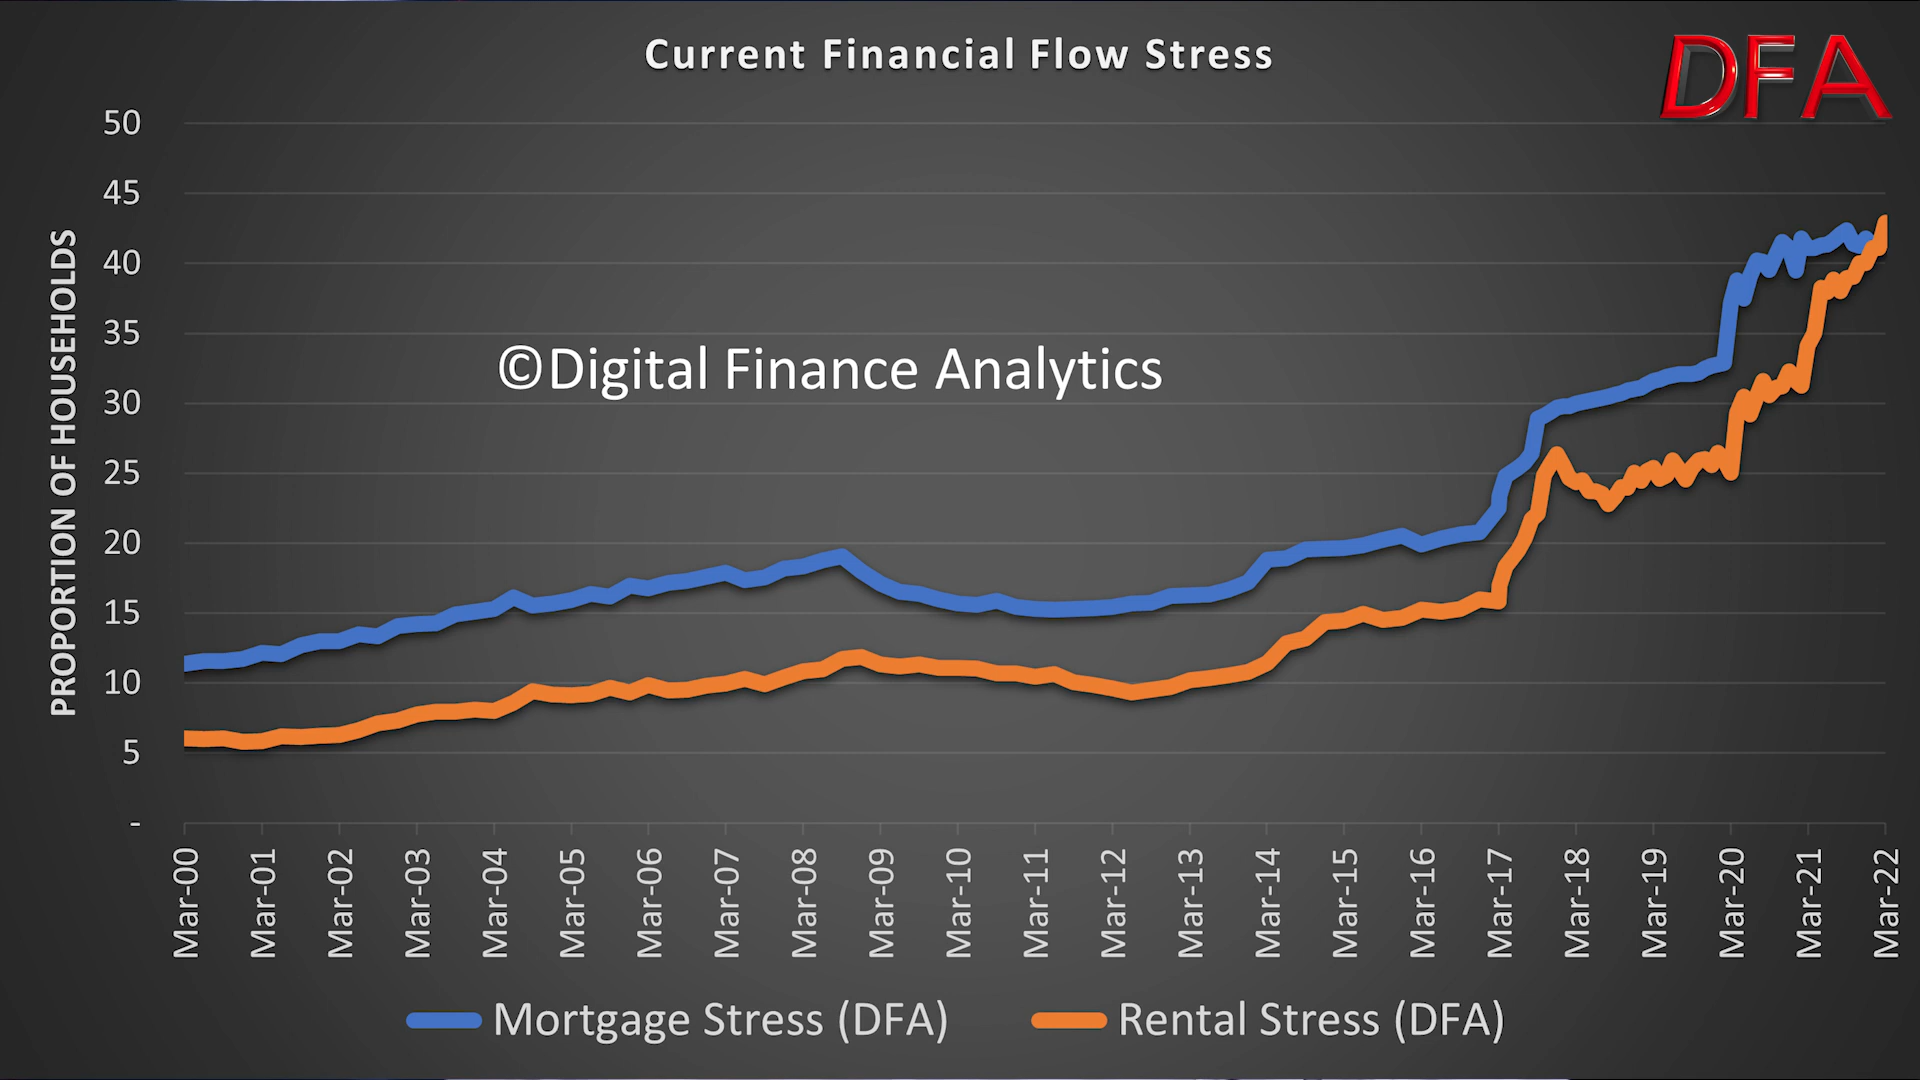 Current Financial Flow Stress
DFA
PROPORTION OF HOUSEHOLDS
50
45
40
35
30
25
20
15
10
5
-
©Digital Finance Analytics
Mar-00
Mar-01
Mar-02
Mar-03
Mar-04
Mar-05
Mar-06
Mar-07
Mar-08
Mar-09
Mar-10
Mar-11
Mar-12
Mar-13
Mar-14
Mar-15
Mar-16
Mar-17
Mar-18
Mar-19
Mar-20
Mar-21
Mar-22
Mortgage Stress (DFA)
Rental Stress (DFA)